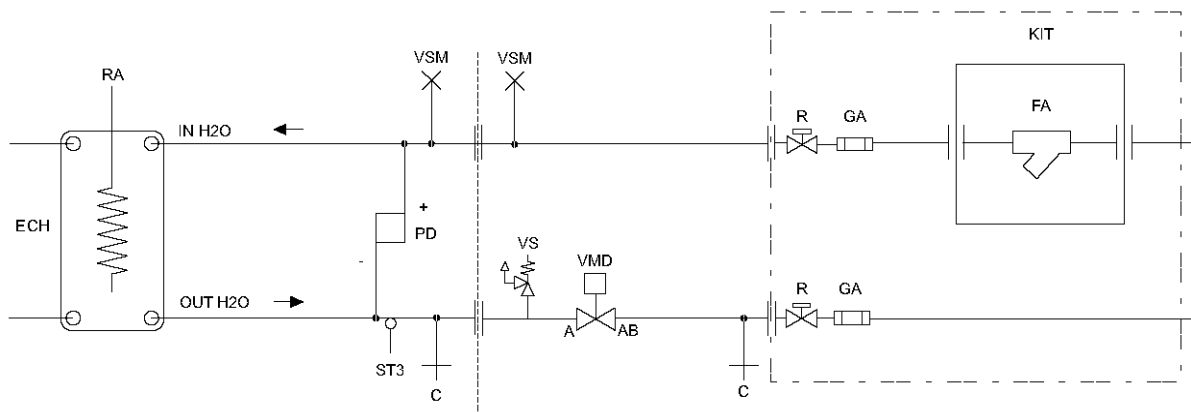 KIT
VSM
VSM
RA
FA
R
GA
IN H2O
+
ECH
PD
VS
VMD
-
OUT H2O
R
GA
A
AB
ST3
C
C